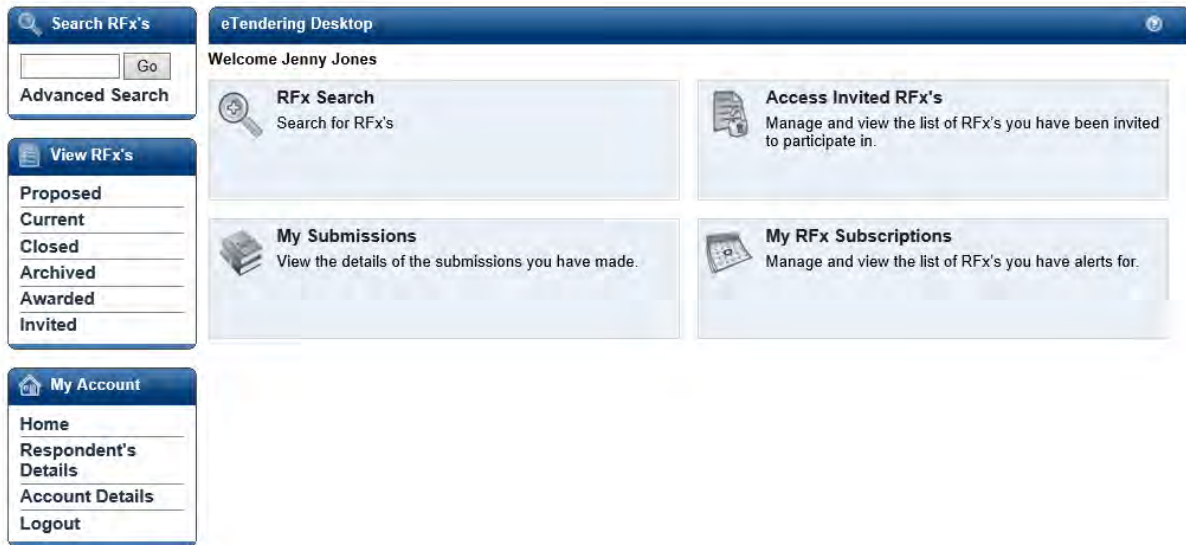 Search RFx's
Go
Advanced Search
View RFx's
Proposed
Current
Closed
Archived
Awarded
Invited
My Account
Home
Respondent's
Details
Account Details
Logout
eTendering Desktop
Welcome Jenny Jones
RFx Search
Search for RFx's
Access Invited RFx's
Manage and view the list of RFx's you have been invited
to participate in.
My Submissions
View the details of the submissions you have made.
My RFx Subscriptions
Manage and view the list of RFx's you have alerts for.